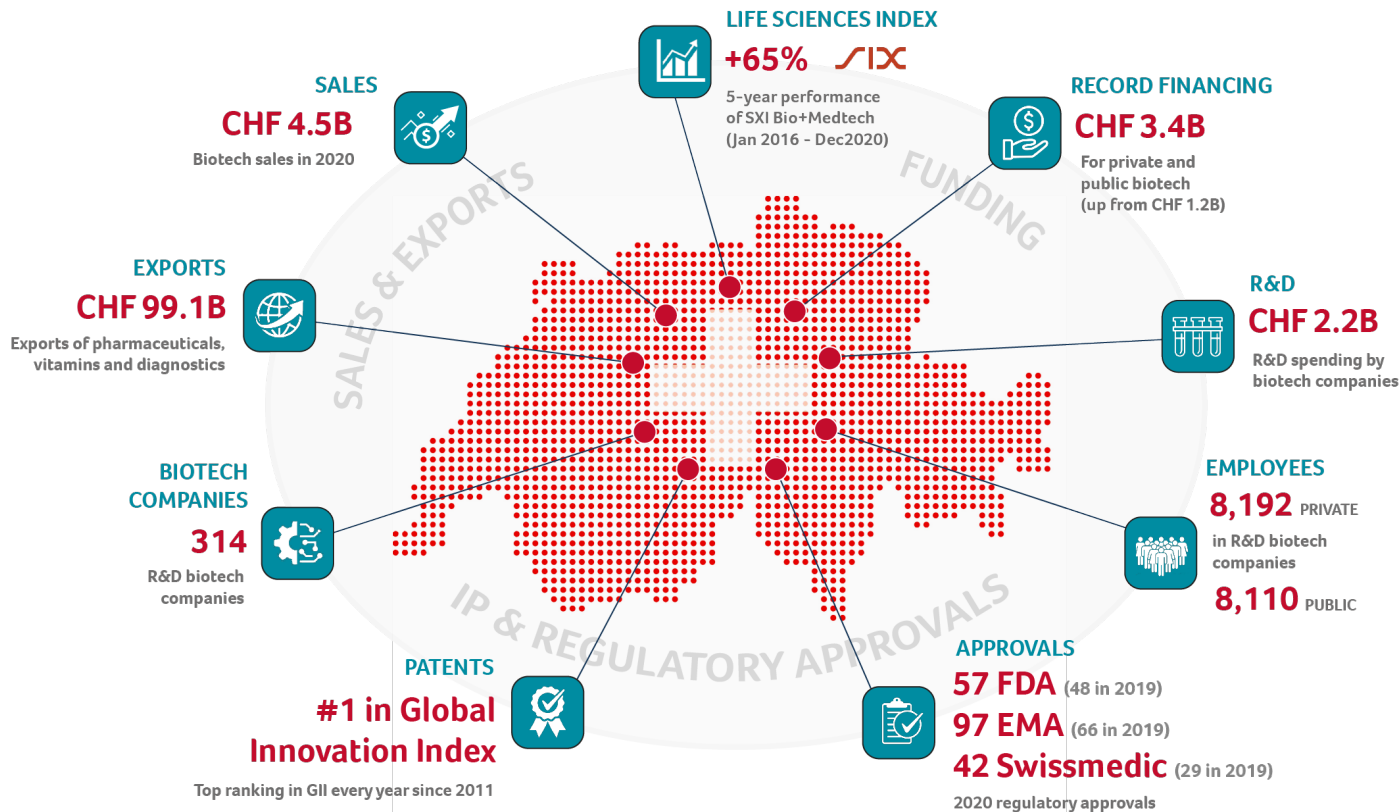 LIFE SCIENCES INDEX
+65% SIX
5-year performance
of SXI Bio+Medtech
(Jan 2016 - Dec2020)
SALES
CHF 4.5B
Biotech sales in 2020
RECORD FINANCING
CHF 3.4B
For private and
public biotech
(up from CHF 1.2B)
SALES & EXPORTS
FUNDING
EXPORTS
CHF 99.1B
Exports of pharmaceuticals,
vitamins and diagnostics
R&D
CHF 2.2B
R&D spending by
biotech companies
BIOTECH
COMPANIES
314
R&D biotech
companies
EMPLOYEES
8,192 PRIVATE
in R&D biotech
companies
8,110 PUBLIC
IP & REGULATORY APPROVALS
PATENTS
#1 in Global
Innovation Index
Top ranking in GII every year since 2011
APPROVALS
57 FDA (48 in 2019)
97 EMA (66 in 2019)
42 Swissmedic (29 in 2019)
2020 regulatory approvals